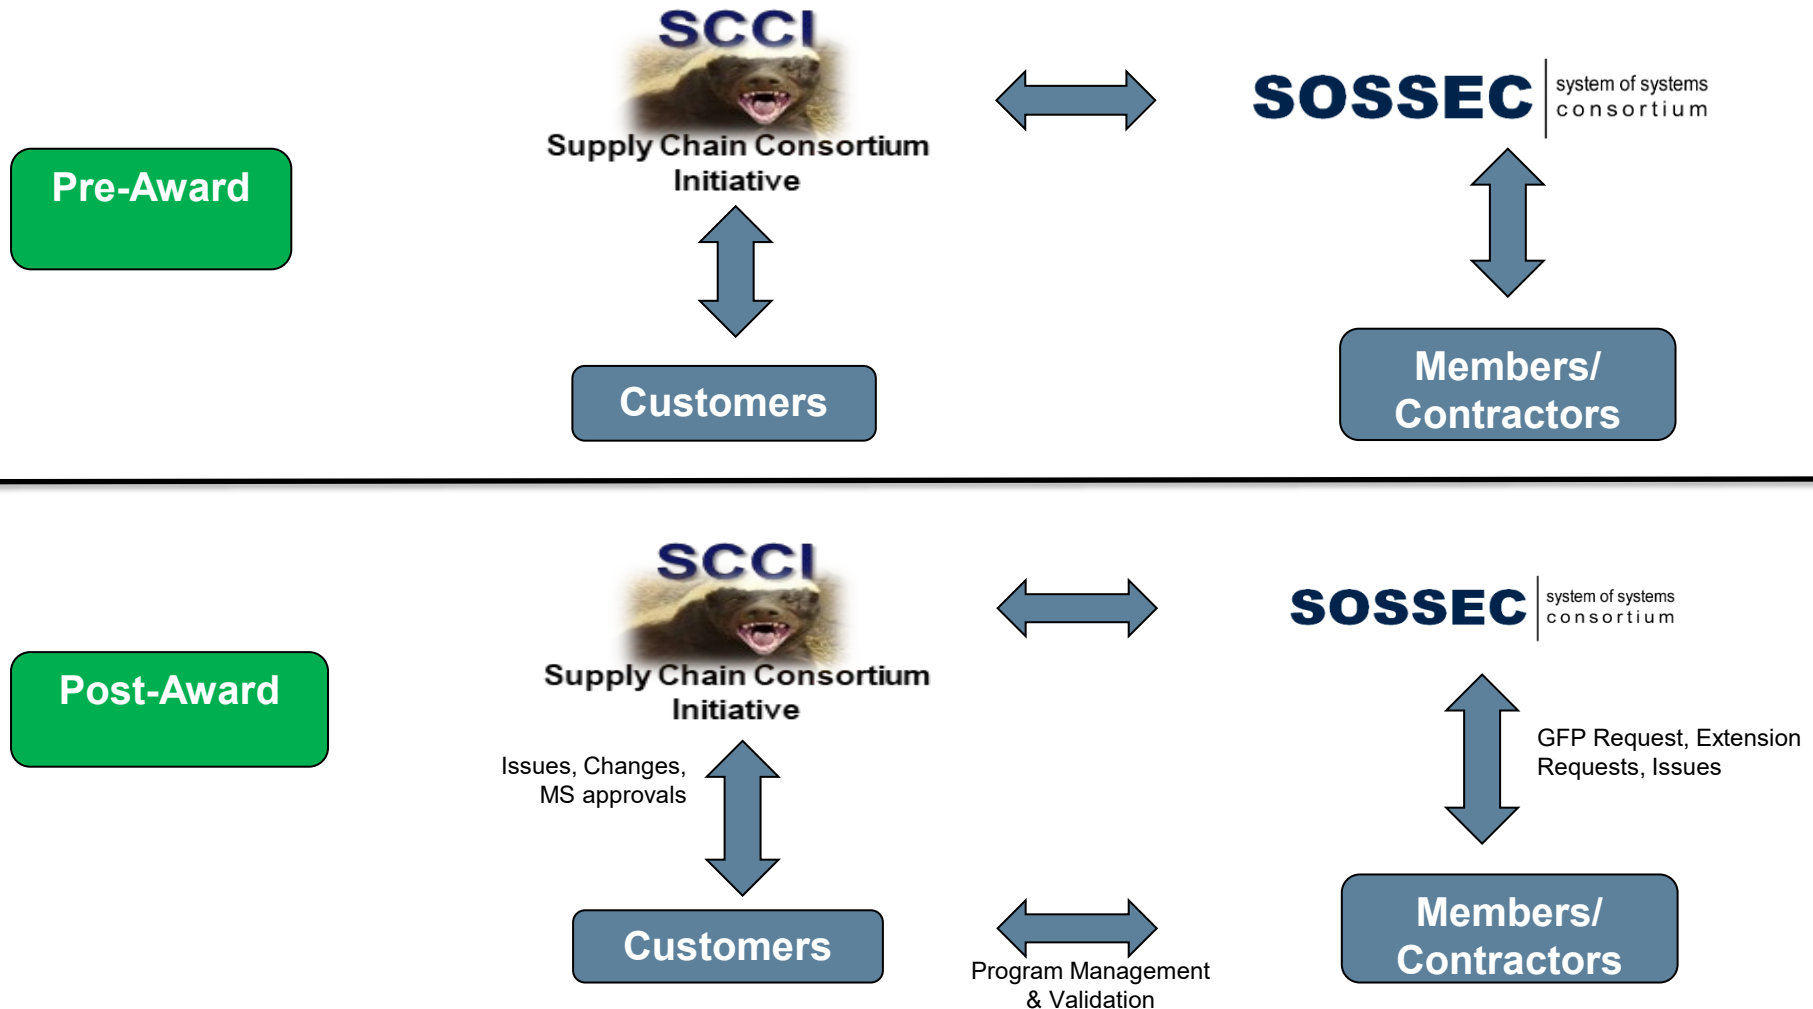 SCCI
Supply Chain Consortium
Initiative
SOSSEC
system of systems
consortium
Pre-Award
Customers
Members/
Contractors
SCCI
Supply Chain Consortium
Initiative
SOSSEC
system of systems
consortium
Post-Award
Issues, Changes,
MS approvals
GFP Request, Extension
Requests, Issues
Customers
Program Management
& Validation
Members/
Contractors